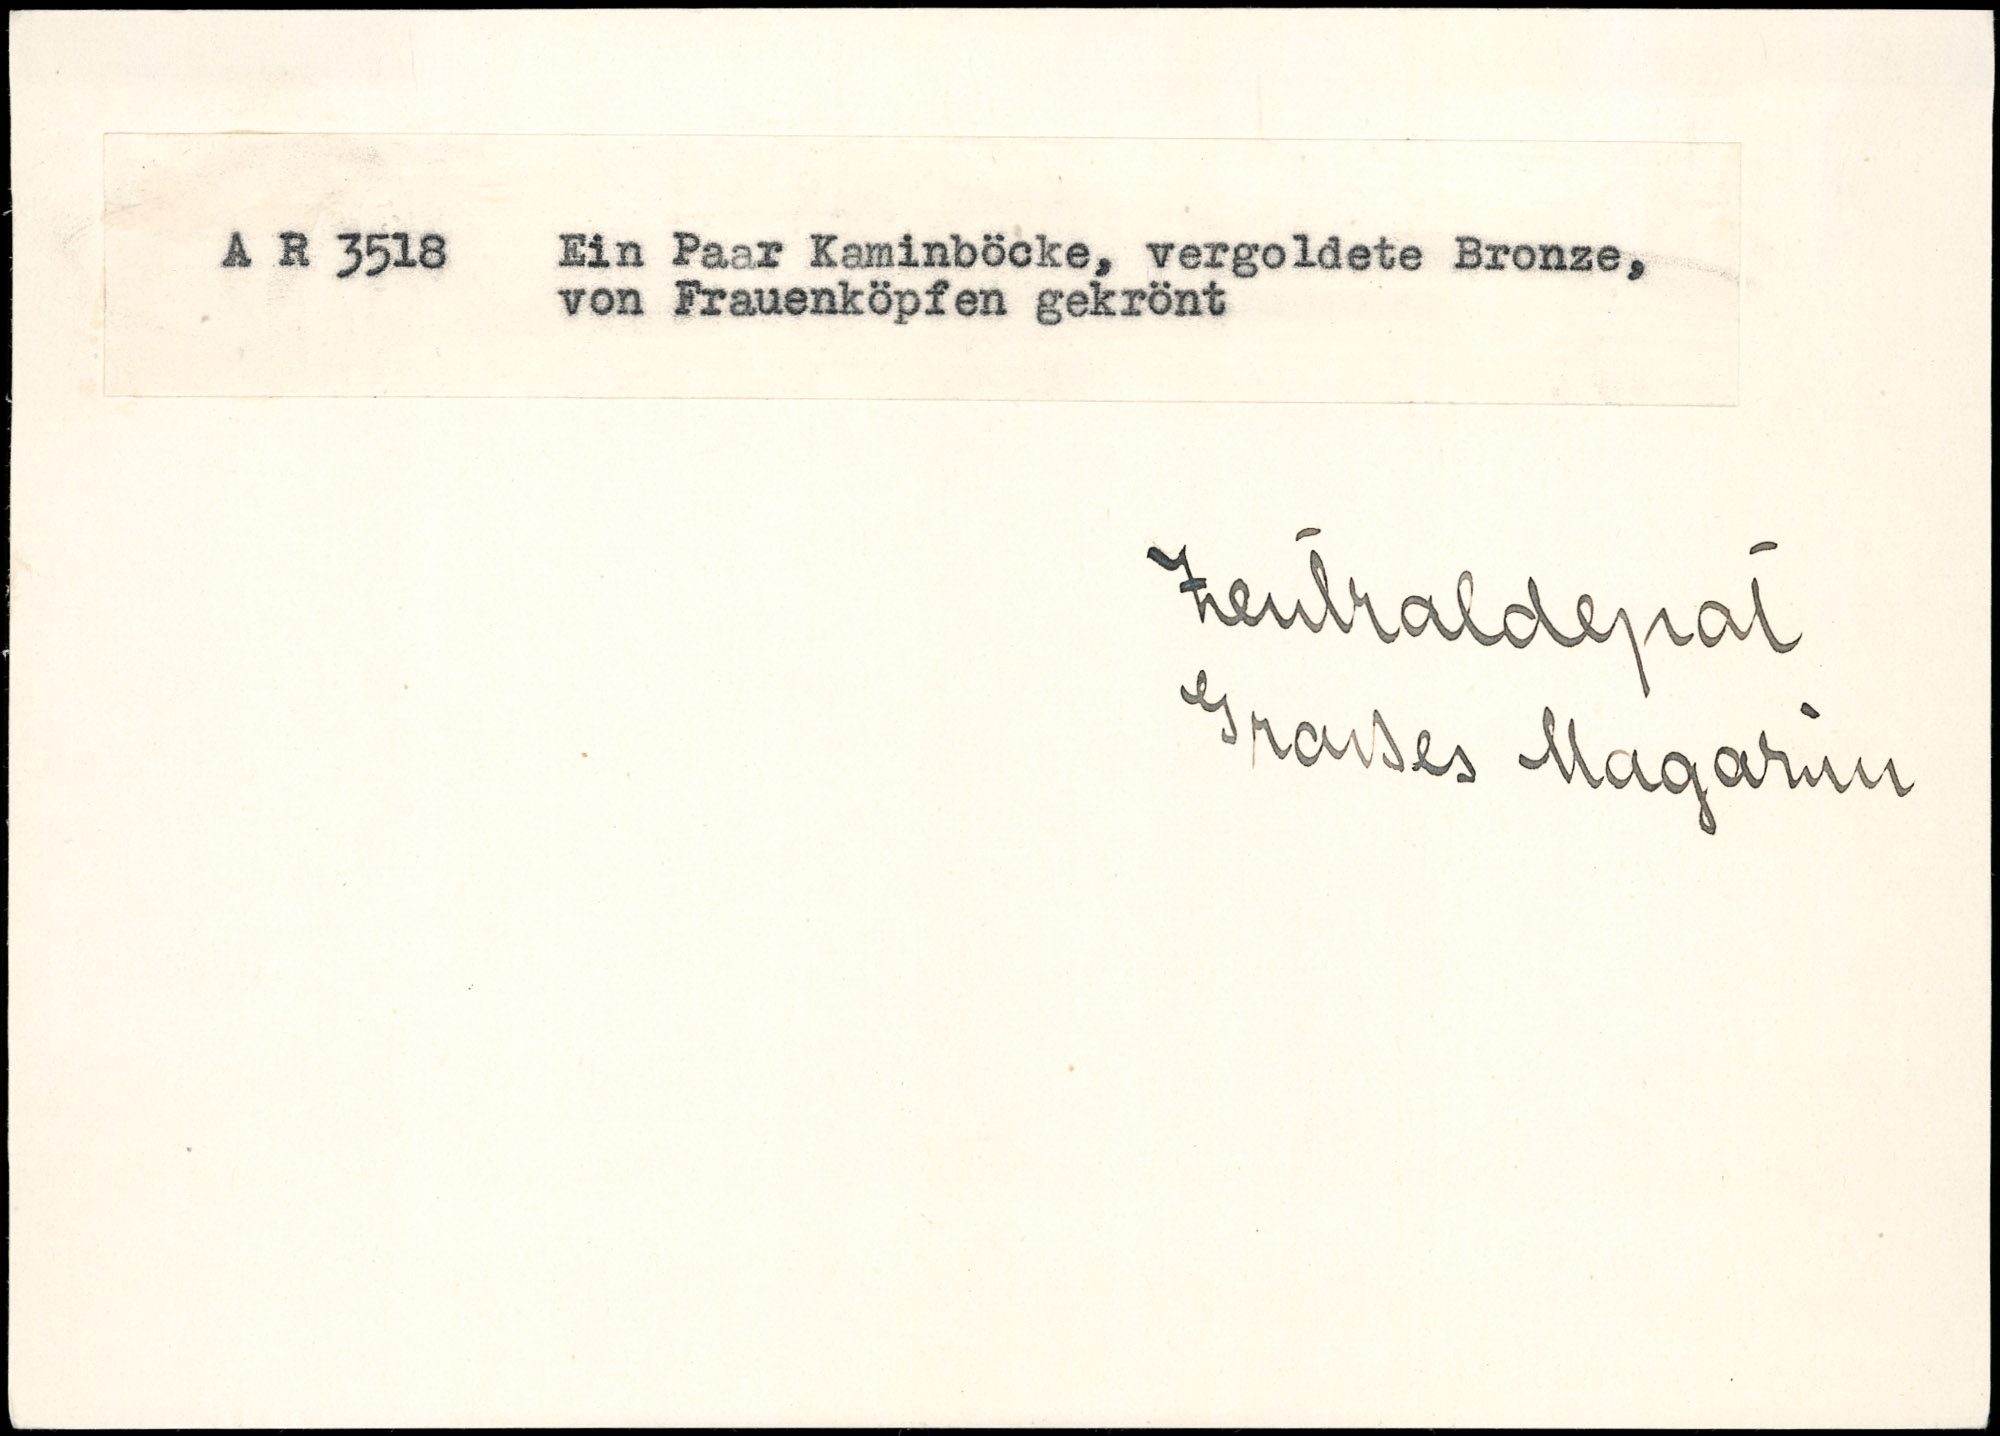 A R 3518 Ein Paar Kaminböcke, vergoldete Bronze,
von Frauenköpfen gekrönt
Zentraldepot
Grosses Magazin